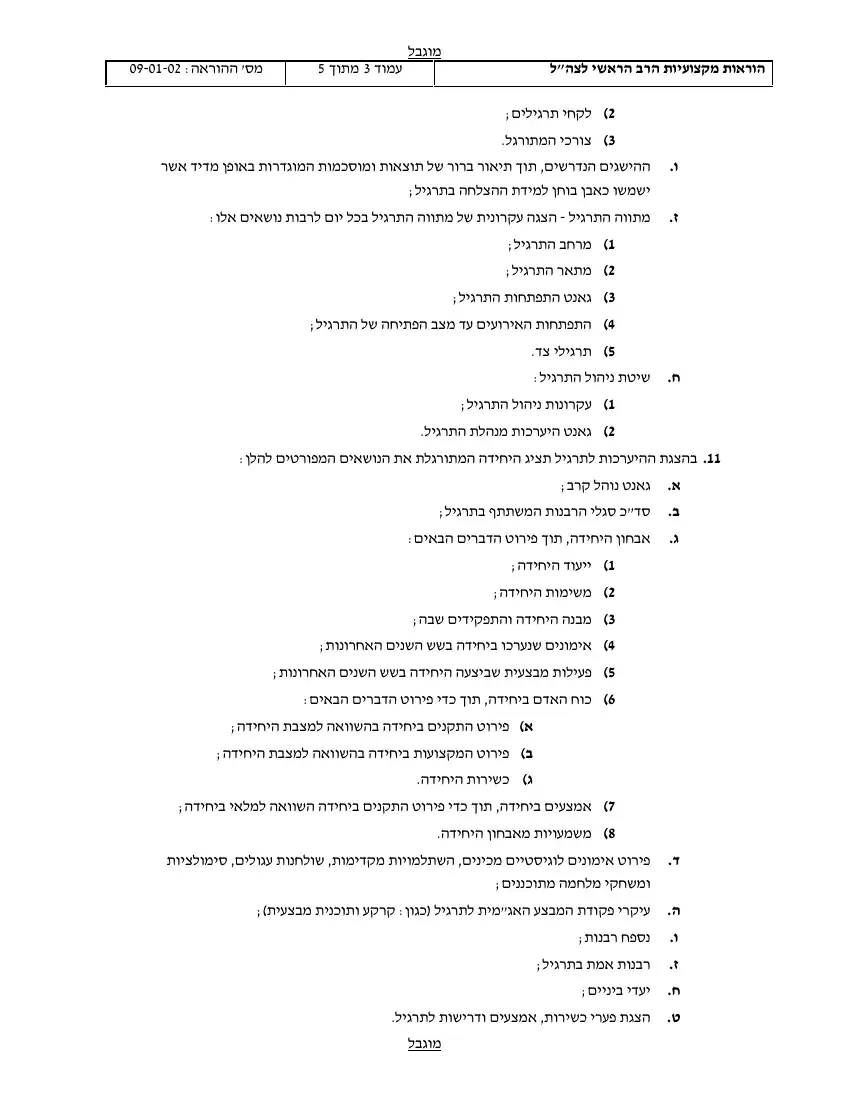 מוגבל
הוראות מקצועיות הרב הראשי לצה"ל עמוד 3 מתוך 5 מס' ההוראה: 09-01-02
2) לקחי תרגילים;
3) צורכי המתורגל.
ו. ההישגים הנדרשים, תוך תיאור ברור של תוצאות ומוסכמות המוגדרות באופן מדיד אשר
ישמשו כאבן בוחן למידת ההצלחה בתרגיל;
ז. מתווה התרגיל - הצגה עקרונית של מתווה התרגיל בכל יום לרבות נושאים אלו:
1) מרחב התרגיל;
2) מתאר התרגיל;
3) גאנט התפתחות התרגיל;
4) התפתחות האירועים עד מצב הפתיחה של התרגיל;
5) תרגילי צד.
ח. שיטת ניהול התרגיל:
1) עקרונות ניהול התרגיל;
2) גאנט היערכות מנהלת התרגיל.
11. בהצגת ההיערכות לתרגיל תציג היחידה המתורגלת את הנושאים המפורטים להלן:
א. גאנט נוהל קרב;
ב. סד"כ סגלי הרבנות המשתתף בתרגיל;
ג. אבחון היחידה, תוך פירוט הדברים הבאים:
1) ייעוד היחידה;
2) משימות היחידה;
3) מבנה היחידה והתפקידים שבה;
4) אימונים שנערכו ביחידה בשש השנים האחרונות;
5) פעילות מבצעית שביצעה היחידה בשש השנים האחרונות;
6) כוח האדם ביחידה, תוך כדי פירוט הדברים הבאים:
א) פירוט התקנים ביחידה בהשוואה למצבת היחידה;
ב) פירוט המקצועות ביחידה בהשוואה למצבת היחידה;
ג) כשירות היחידה.
7) אמצעים ביחידה, תוך כדי פירוט התקנים ביחידה השוואה למלאי ביחידה;
8) משמעויות מאבחון היחידה.
ד. פירוט אימונים לוגיסטיים מכינים, השתלמויות מקדימות, שולחנות עגולים, סימולציות
ומשחקי מלחמה מתוכננים;
ה. עיקרי פקודת המבצע האג"מית לתרגיל (כגון: קרקע ותוכנית מבצעית);
ו. נספח רבנות;
ז. רבנות אמת בתרגיל;
ח. יעדי ביניים;
ט. הצגת פערי כשירות, אמצעים ודרישות לתרגיל.
מוגבל